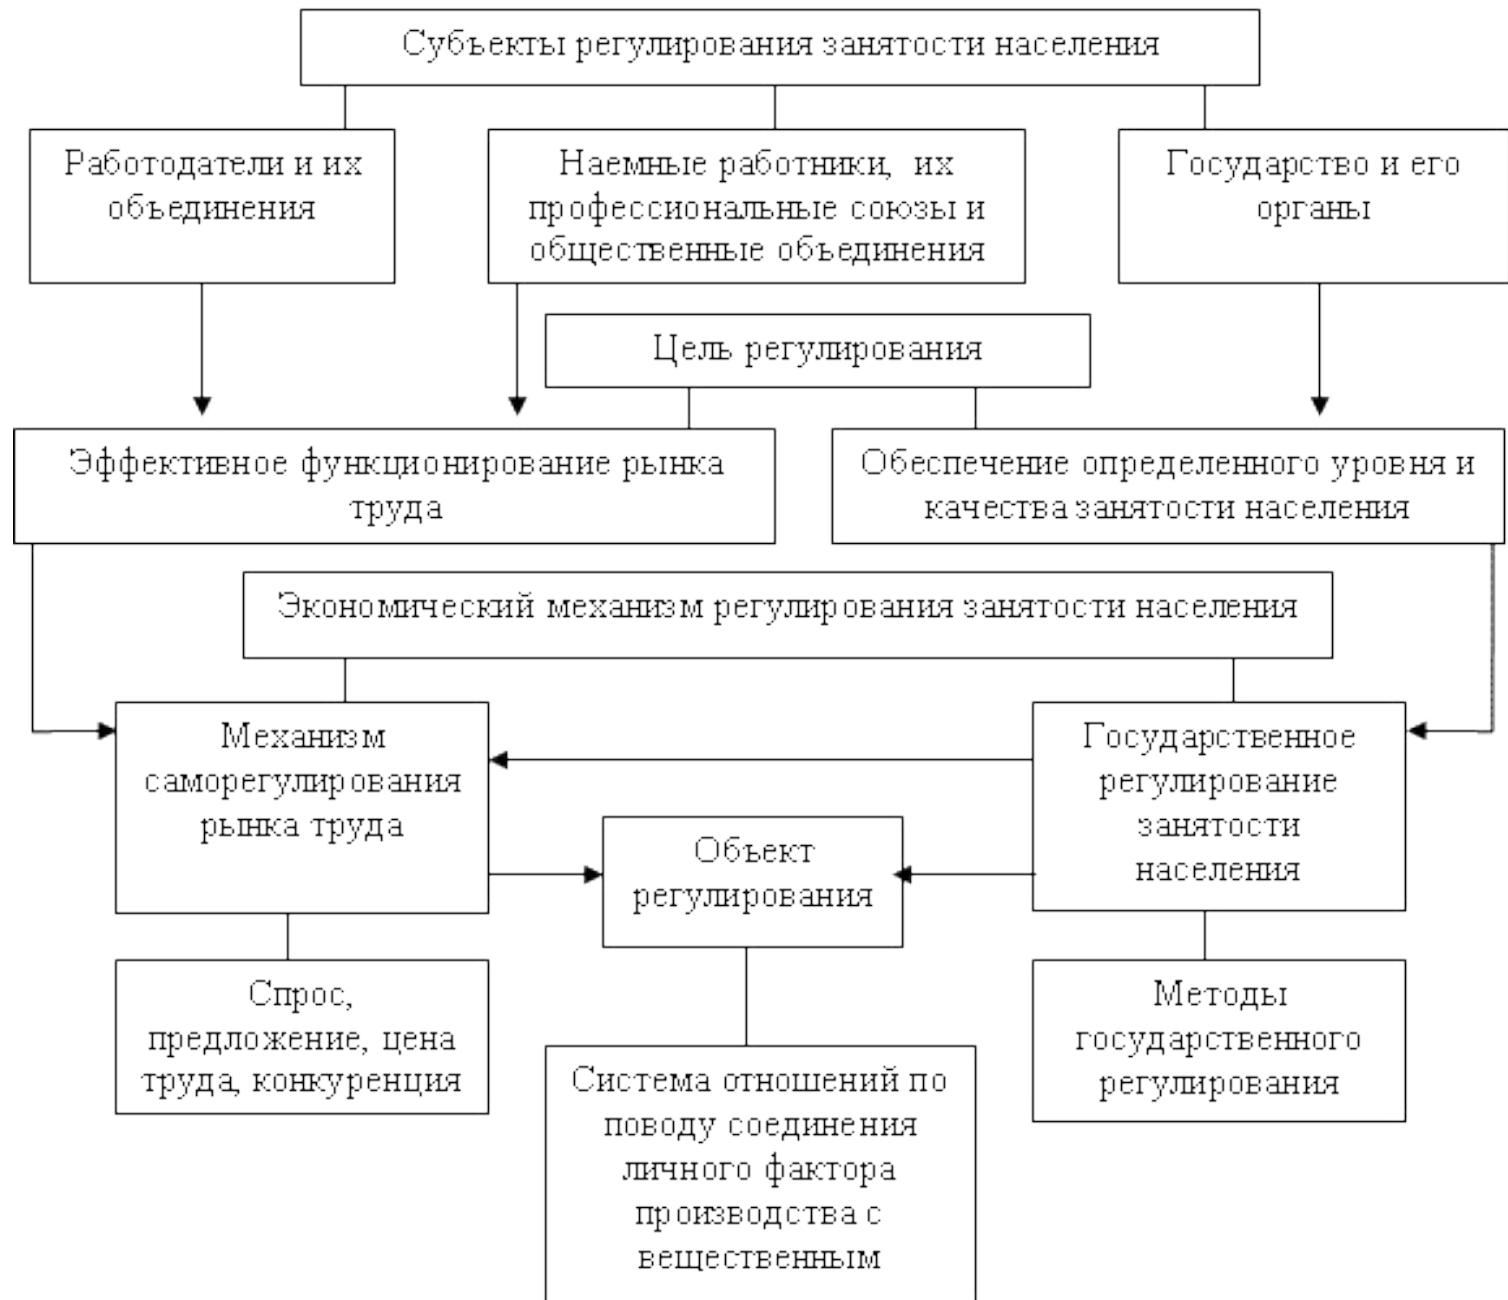 Субъекты регулирования занятости населения
Работодатели и их
объединения
Наемные работники, их
профессиональные союзы и
общественные объединения
Государство и его
органы
Цель регулирования
Эффективное функционирование рынка
труда
Обеспечение определенного уровня и
качества занятости населения
Экономический механизм регулирования занятости населения
Механизм
саморегулирования
рынка труда
Государственное
регулирование
занятости
населения
Объект
регулирования
Спрос,
предложение, цена
труда, конкуренция
Методы
государственного
регулирования
Система отношений по
поводу соединения
личного фактора
производства с
вещественным